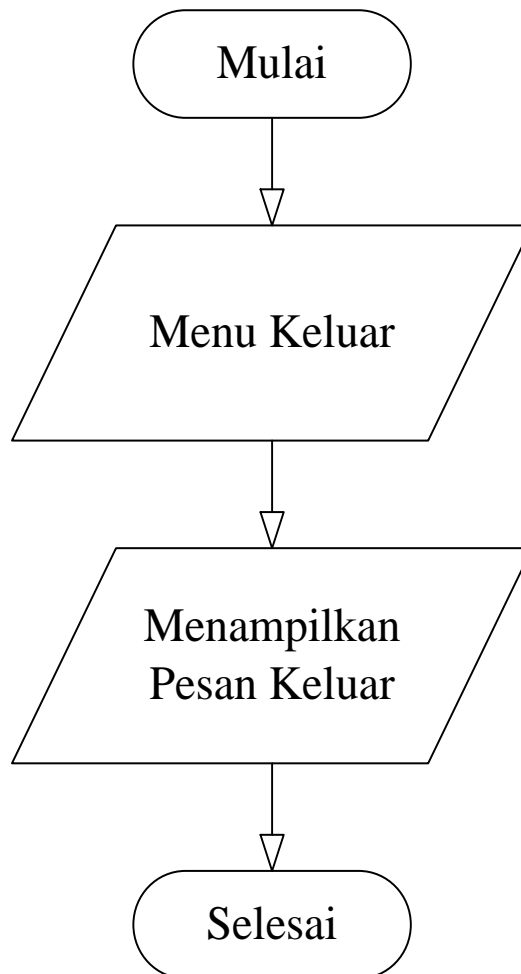 Mulai
Menu Keluar
Menampilkan
Pesan Keluar
Selesai